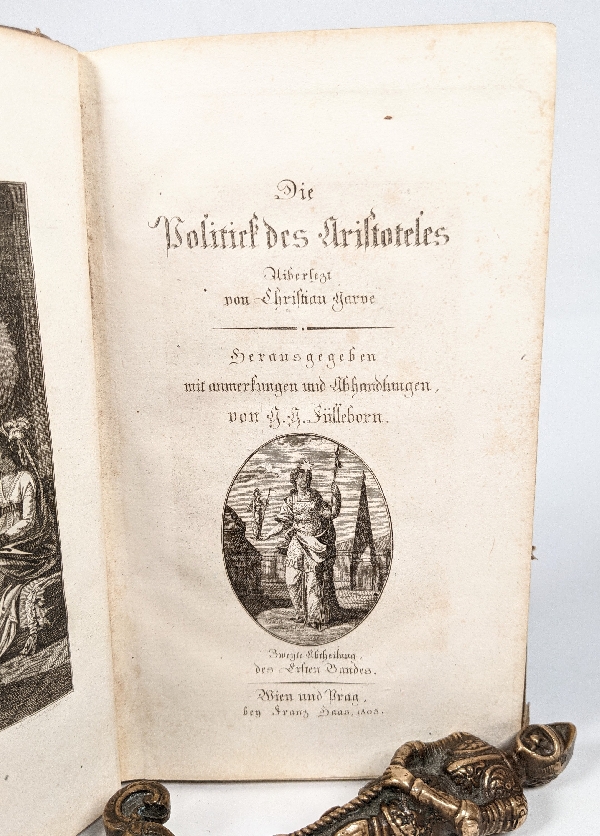 Die
Politick des Aristoteles
Uibersezt
von Christian Garve
Herausgegeben
mit anmerkungen und Abhandlungen,
von G. G. Fülleborn.
Zweyte Abtheilung,
des Ersten Bandes.
Wien und Prag,
bey Franz Haas, 1803.